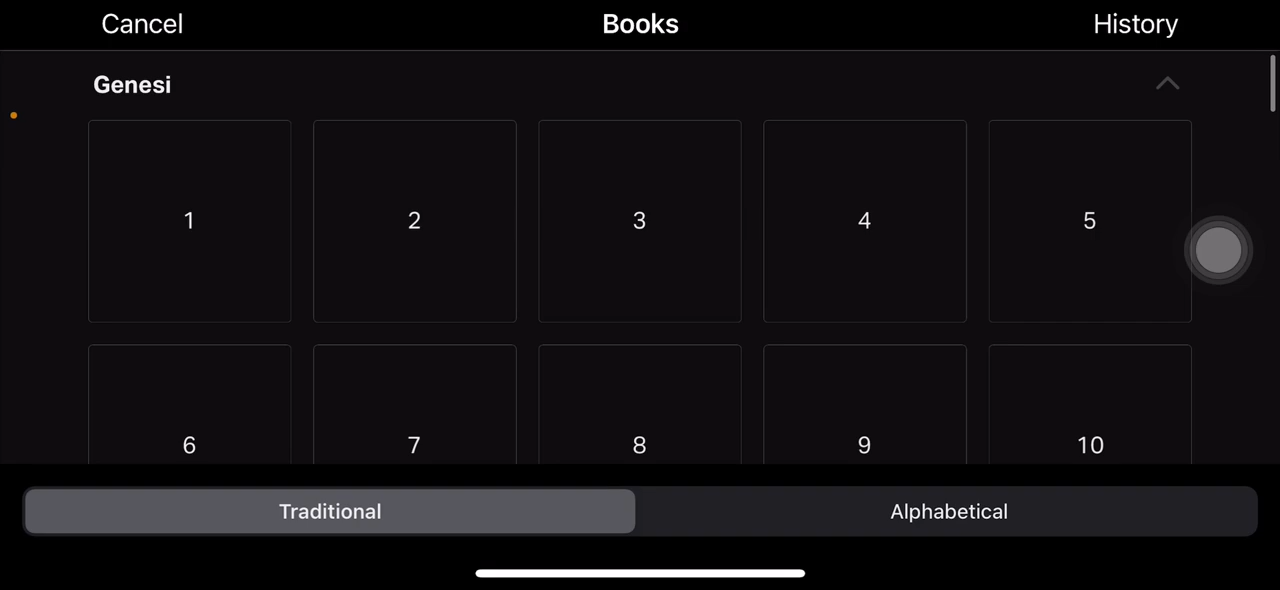 Cancel Books History
Genesi
1 2 3 4 5
6 7 8 9 10
Traditional Alphabetical